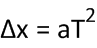 Δx = aT²